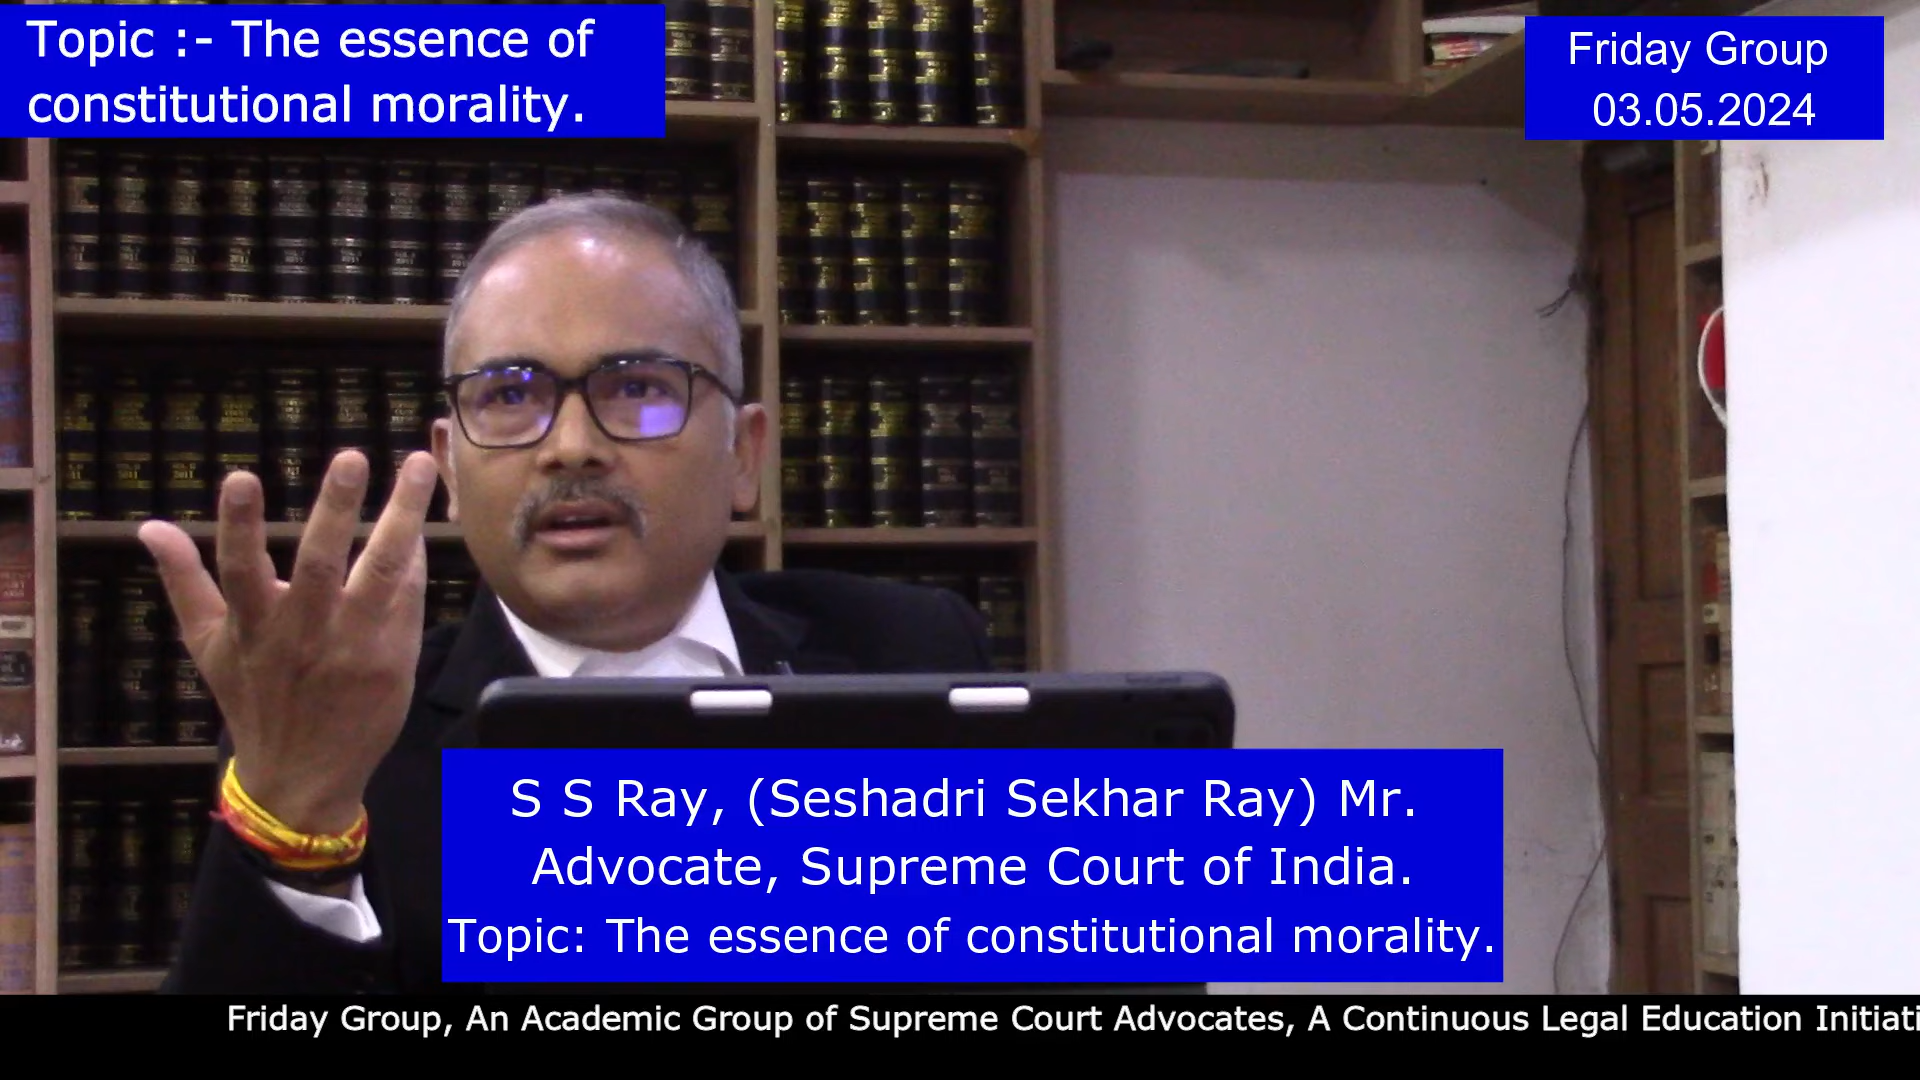 Topic :- The essence of
constitutional morality.
Friday Group
03.05.2024
S S Ray, (Seshadri Sekhar Ray) Mr.
Advocate, Supreme Court of India.
Topic: The essence of constitutional morality.
Friday Group, An Academic Group of Supreme Court Advocates, A Continuous Legal Education Initiati